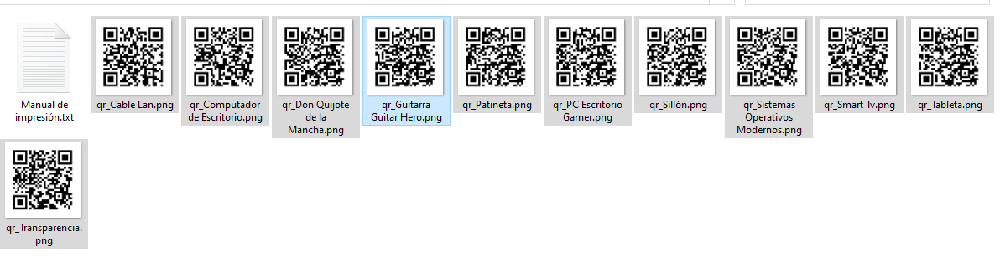 Manual de
impresión.txt
qr_Cable Lan.png
qr_Computador
de Escritorio.png
qr_Don Quijote
de la
Mancha.png
qr_Guitarra
Guitar Hero.png
qr_Patineta.png
qr_PC Escritorio
Gamer.png
qr_Sillón.png
qr_Sistemas
Operativos
Modernos.png
qr_Smart Tv.png
qr_Tableta.png
qr_Transparencia.
png